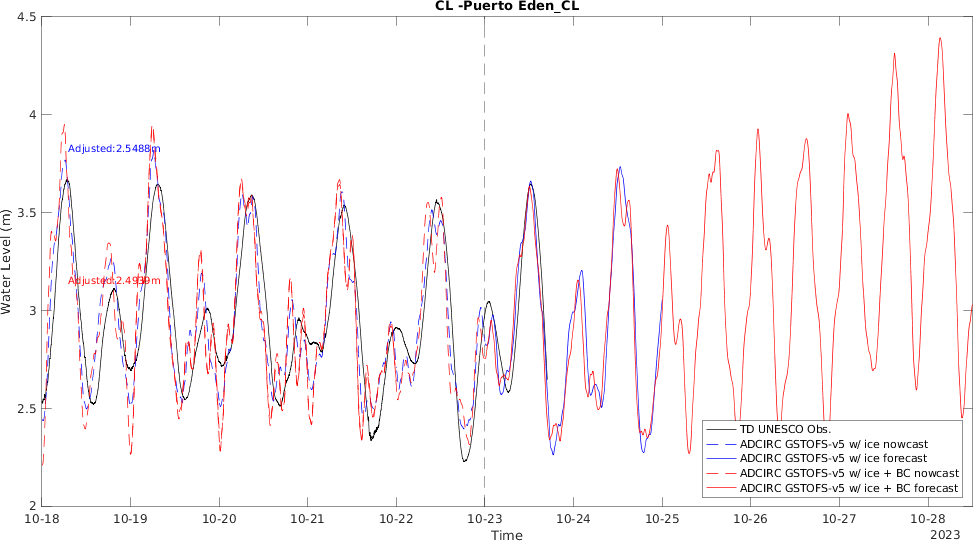 CL -Puerto Eden_CL
4.5
4
3.5
3
2.5
2
Water Level (m)
Adjusted:2.5488m
TD UNESCO Obs.
ADCIRC GSTOFS-v5 w/ ice nowcast
ADCIRC GSTOFS-v5 w/ ice forecast
ADCIRC GSTOFS-v5 w/ ice + BC nowcast
ADCIRC GSTOFS-v5 w/ ice + BC forecast
10-18
10-19
10-20
10-21
10-22
10-23
10-24
10-25
10-26
10-27
10-28
Time
2023